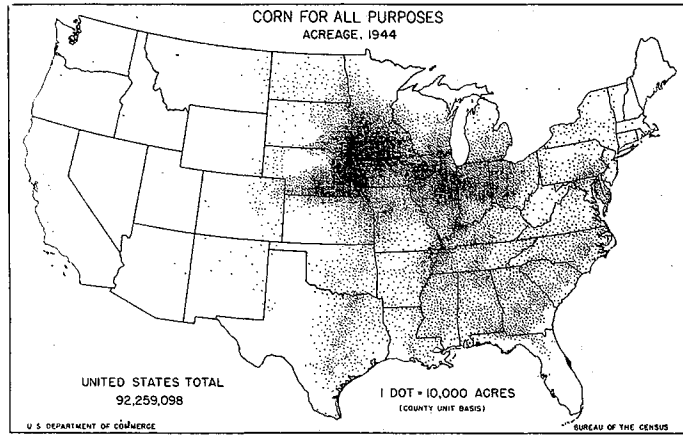 CORN FOR ALL PURPOSES
ACREAGE, 1944
UNITED STATES TOTAL
92,259,098
1 DOT = 10,000 ACRES
(COUNTY UNIT BASIS)
U S DEPARTMENT OF COMMERCE
BUREAU OF THE CENSUS